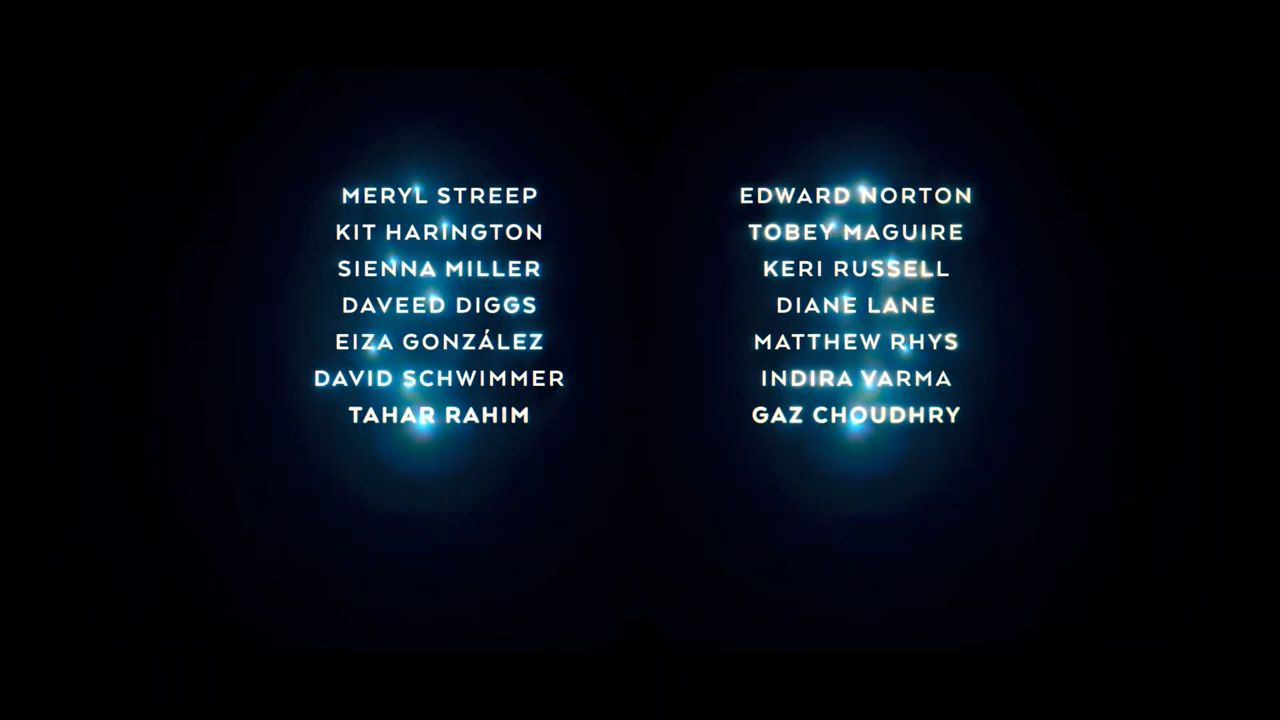 MERYL STREEP
KIT HARINGTON
SIENNA MILLER
DAVEED DIGGS
EIZA GONZÁLEZ
DAVID SCHWIMMER
TAHAR RAHIM
EDWARD NORTON
TOBEY MAGUIRE
KERI RUSSELL
DIANE LANE
MATTHEW RHYS
INDIRA VARMA
GAZ CHOUDHRY